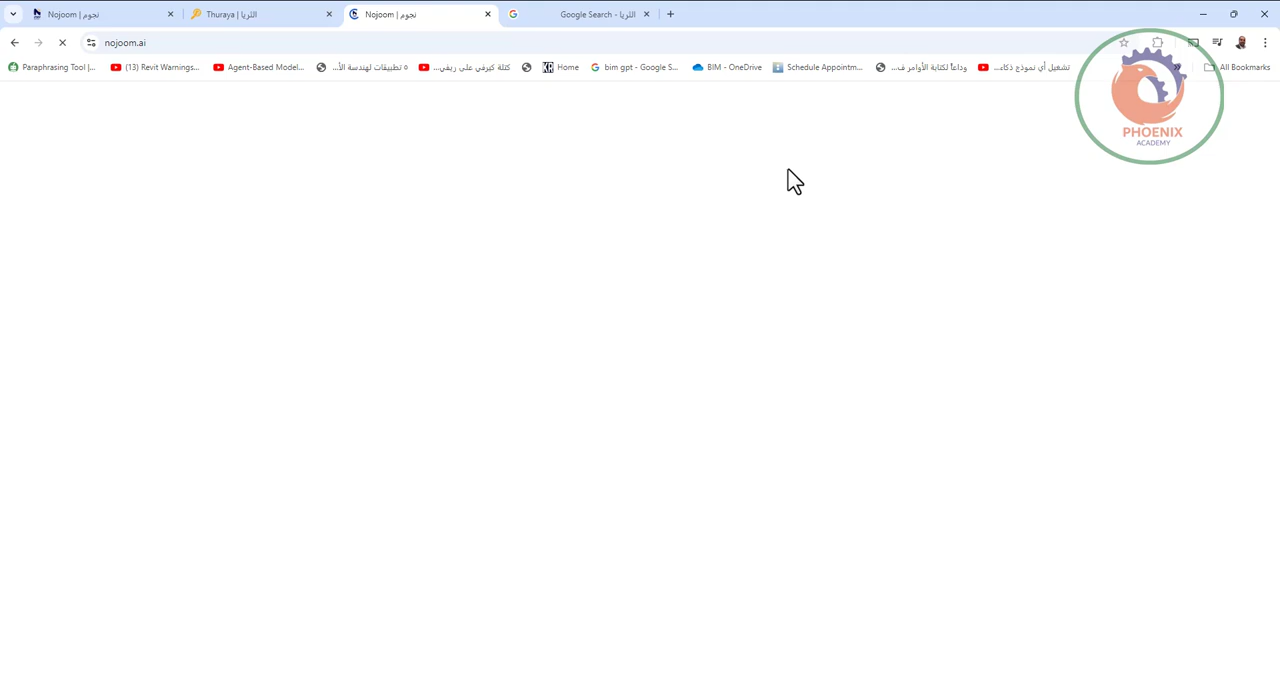 Nojoom | نجوم
Thuraya | الثريا
Nojoom | نجوم
الثريا - Google Search
nojoom.ai
Paraphrasing Tool |...
(13) Revit Warnings...
Agent-Based Model...
٥ تطبيقات لهندسة الأ...
كتلة كيرفي على ريفي...
Home
bim gpt - Google S...
BIM - OneDrive
Schedule Appointm...
وداعاً لكتابة الأوامر ف...
تشغيل أي نموذج ذكاء...
»
All Bookmarks
PHOENIX
ACADEMY